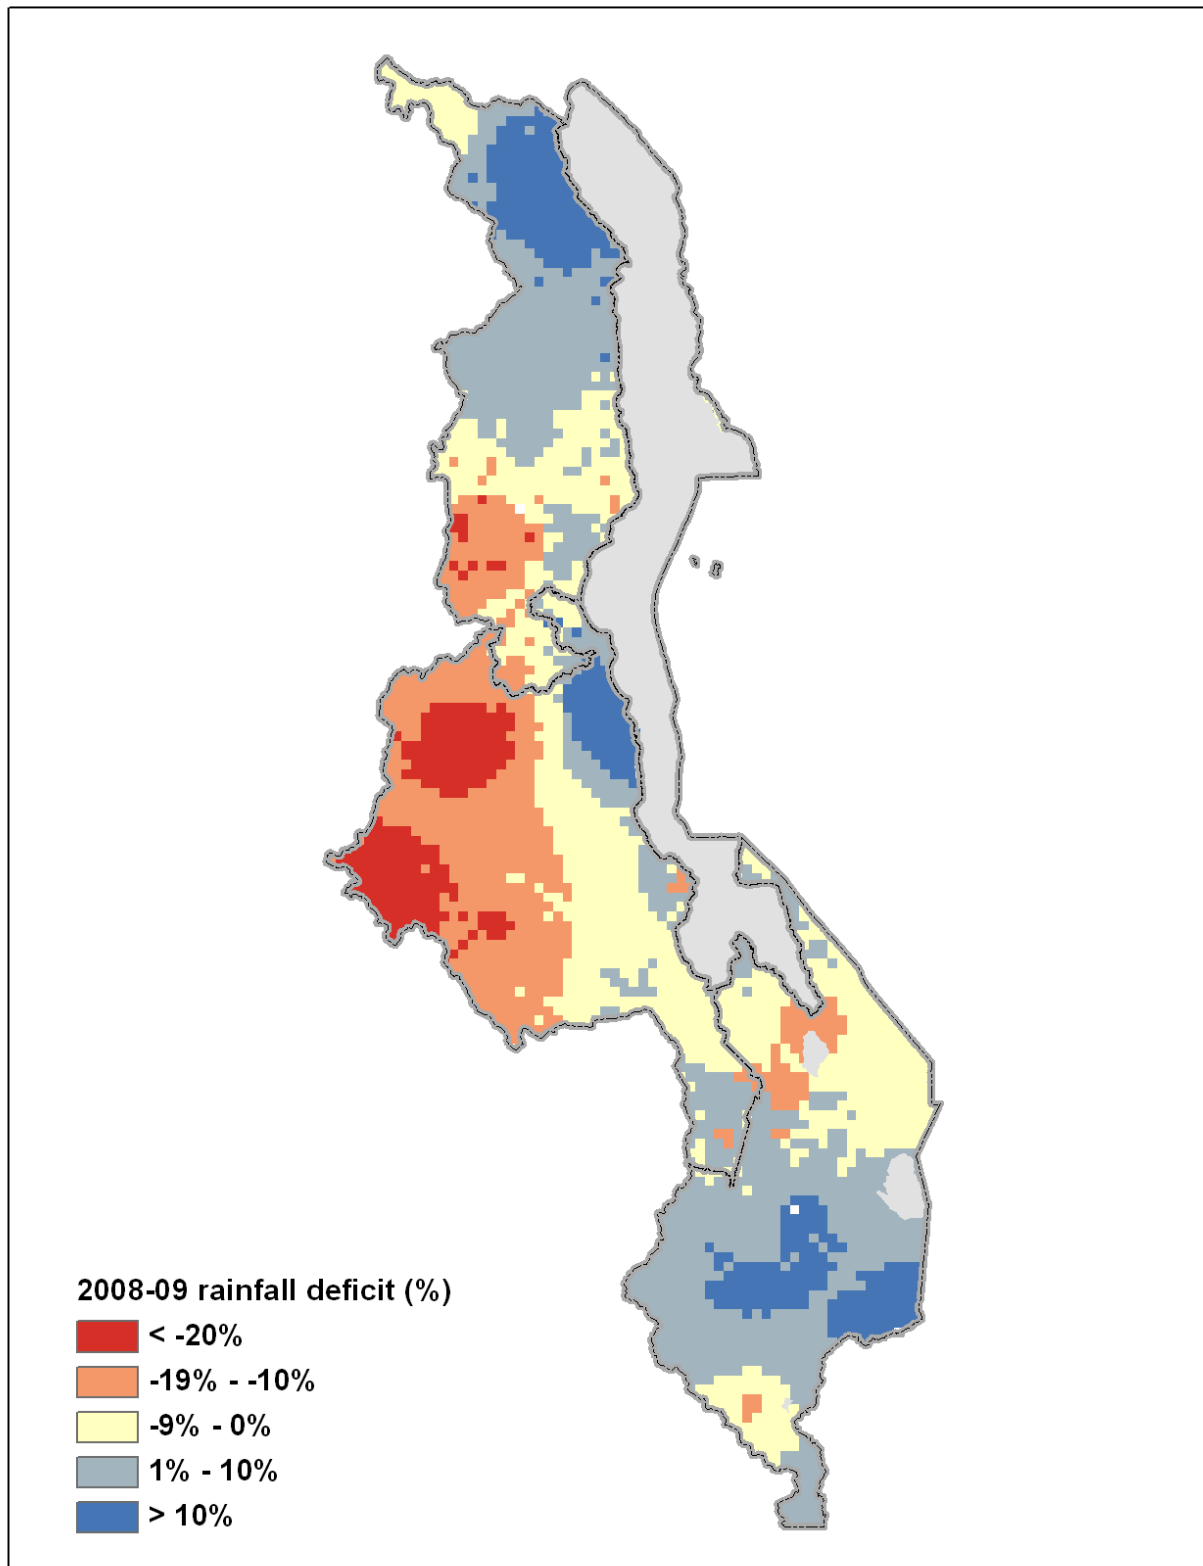 2008-09 rainfall deficit (%)
< -20%
-19% - -10%
-9% - 0%
1% - 10%
> 10%